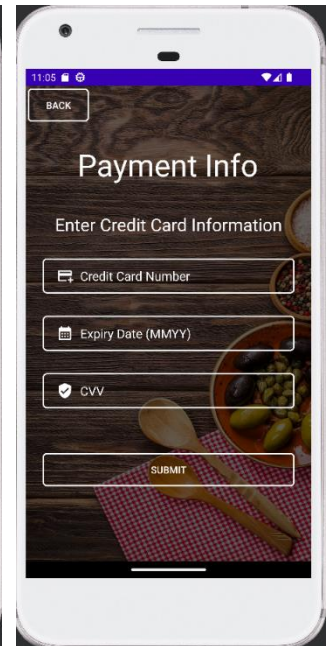 11:05
BACK
Payment Info
Enter Credit Card Information
Credit Card Number
Expiry Date (MMYY)
CVV
SUBMIT